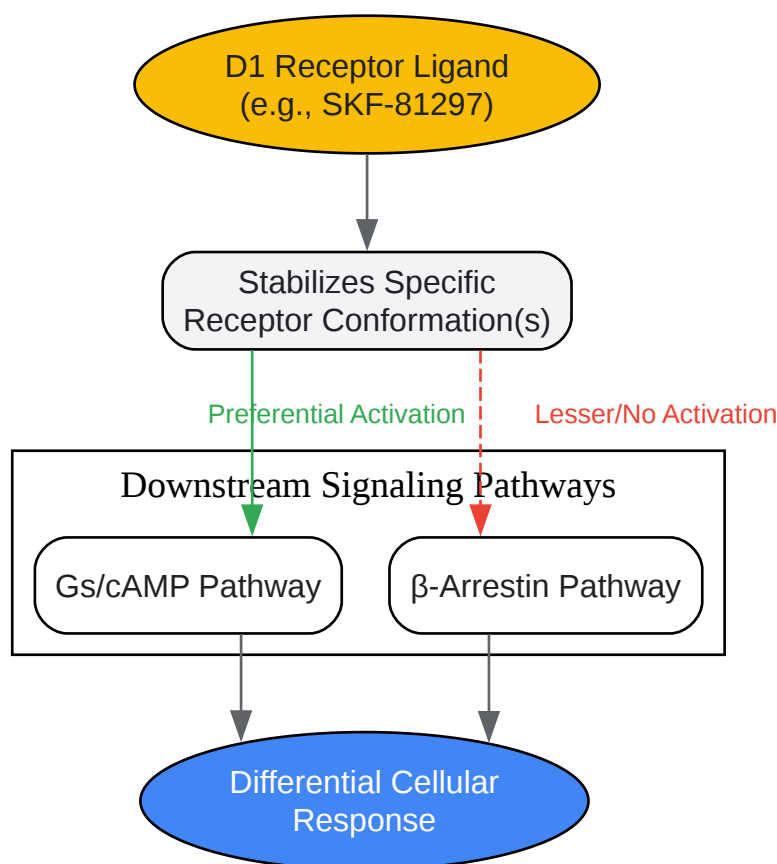 D1 Receptor Ligand
(e.g., SKF-81297)
Stabilizes Specific
Receptor Conformation(s)
Preferential Activation
Lesser/No Activation
Downstream Signaling Pathways
Gs/cAMP Pathway
β-Arrestin Pathway
Differential Cellular
Response